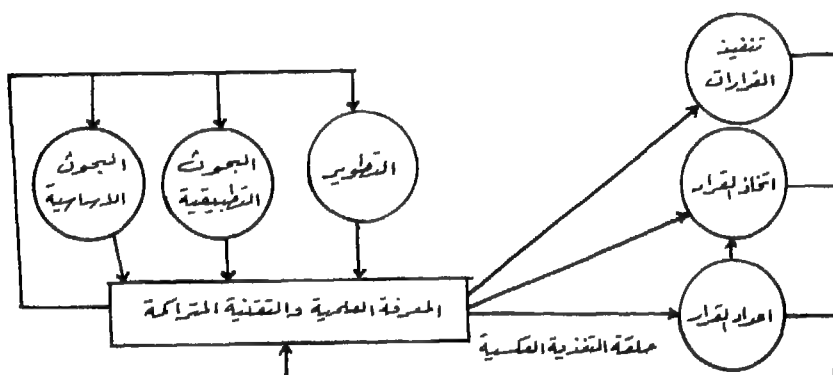 تنفيذ
القرارات
البحوث
الاساسية
البحوث
التطبيقية
التطوير
اتخاذ القرار
المعرفة العلمية والتقنية المتراكمة
اعداد القرار
حلقة التغذية العكسية